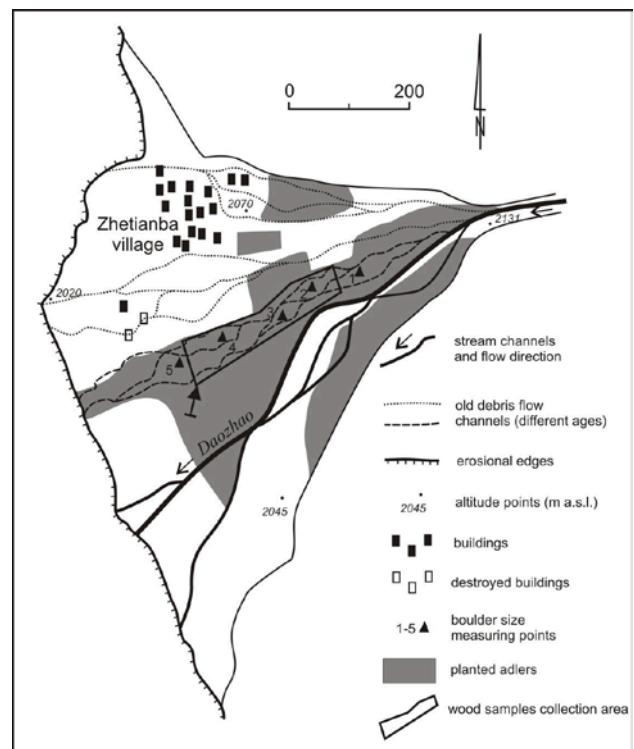 0 200
N
2070
Zhetianba
village
2131
2020
1
2
3
4
5
Daozhao
2045
stream channels
and flow direction
old debris flow
channels (different ages)
erosional edges
2045 altitude points (m a.s.l.)
buildings
destroyed buildings
1-5 boulder size
measuring points
planted adlers
wood samples collection area